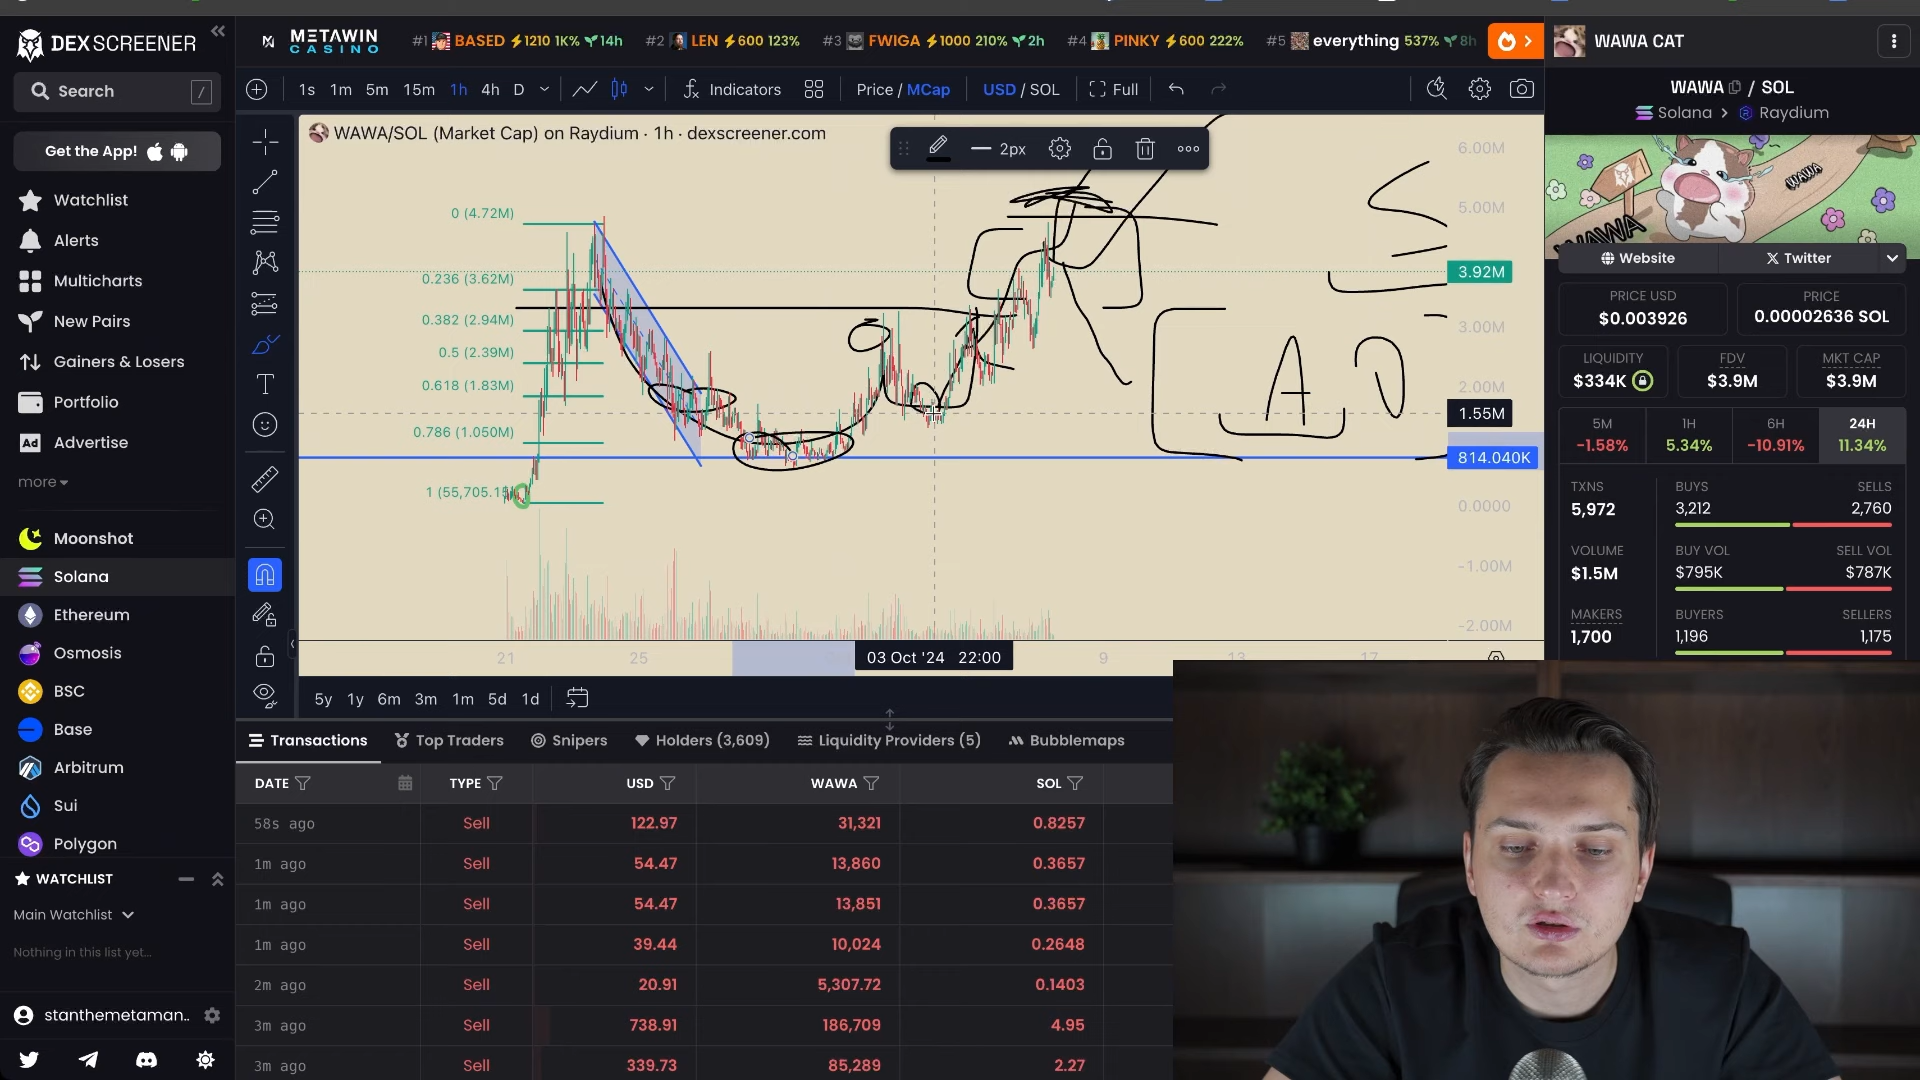 DEX SCREENER
Search /
Get the App!
Watchlist
Alerts
Multicharts
New Pairs
Gainers & Losers
Portfolio
Ad Advertise
more
Moonshot
Solana
Ethereum
Osmosis
BSC
Base
Arbitrum
Sui
Polygon
WATCHLIST
Main Watchlist
Nothing in this list yet...
stanthemetaman..
METAWIN
CASINO
#1 BASED 1210 1K% 14h #2 LEN 600 123% #3 FWIGA 1000 210% 2h #4 PINKY 600 222% #5 everything 537% 8h
1s 1m 5m 15m 1h 4h D Indicators Price / MCap USD / SOL Full
WAWA/SOL (Market Cap) on Raydium · 1h · dexscreener.com
2px
0 (4.72M)
0.236 (3.62M)
0.382 (2.94M)
0.5 (2.39M)
0.618 (1.83M)
0.786 (1.050M)
A
6.00M
5.00M
3.92M
3.00M
2.00M
1.55M
814.040K
0.0000
-1.00M
-2.00M
21 25 03 Oct '24 22:00 9 13 17
5y 1y 6m 3m 1m 5d 1d
Transactions Top Traders Snipers Holders (3,609) Liquidity Providers (5) Bubblemaps
DATE TYPE USD WAWA SOL
58s ago Sell 122.97 31,321 0.8257
1m ago Sell 54.47 13,860 0.3657
1m ago Sell 54.47 13,851 0.3657
1m ago Sell 39.44 10,024 0.2648
2m ago Sell 20.91 5,307.72 0.1403
3m ago Sell 738.91 186,709 4.95
3m ago Sell 339.73 85,289 2.27
WAWA CAT
WAWA / SOL
Solana > Raydium
WAWA
WAWA
Website Twitter
PRICE USD PRICE
$0.003926 0.00002636 SOL
LIQUIDITY FDV MKT CAP
$334K $3.9M $3.9M
5M 1H 6H 24H
-1.58% 5.34% -10.91% 11.34%
TXNS BUYS SELLS
5,972 3,212 2,760
VOLUME BUY VOL SELL VOL
$1.5M $795K $787K
MAKERS BUYERS SELLERS
1,700 1,196 1,175